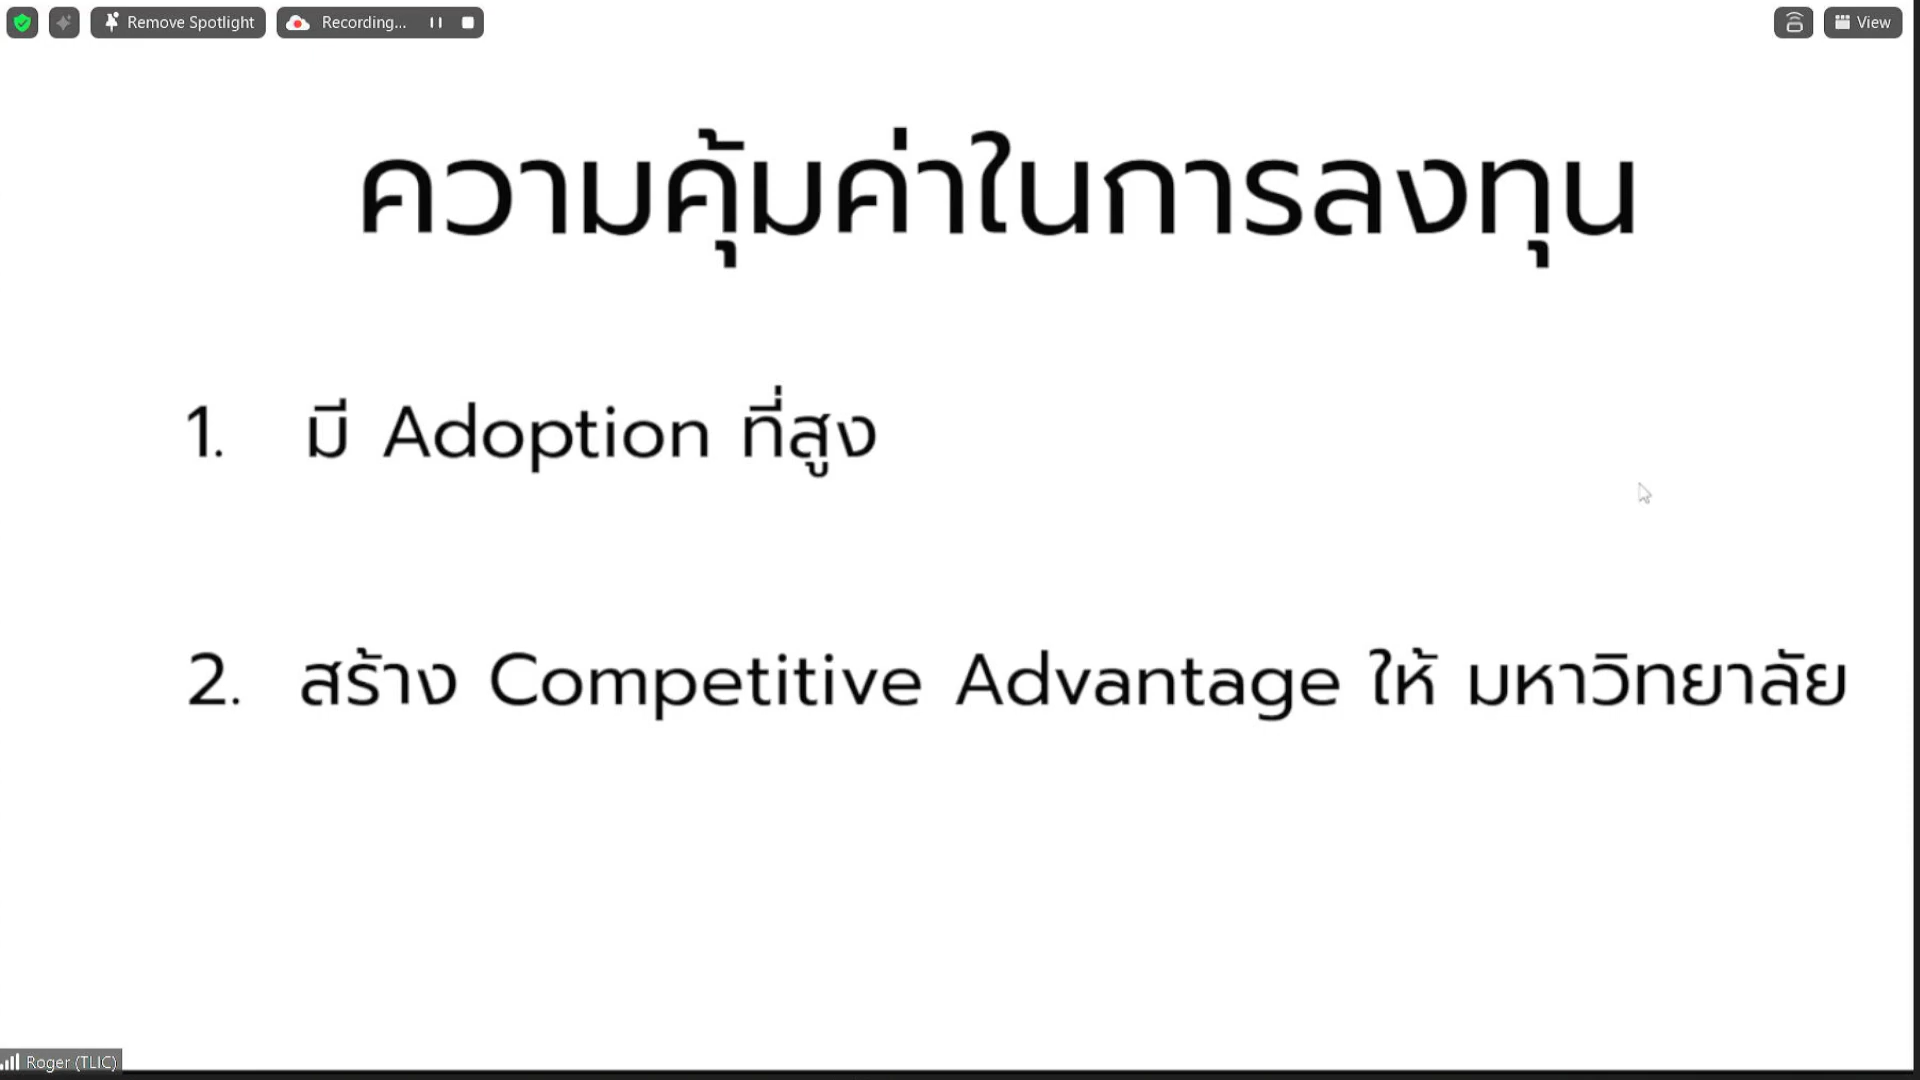 Remove Spotlight
Recording...
View
ความคุ้มค่าในการลงทุน
1. มี Adoption ที่สูง
2. สร้าง Competitive Advantage ให้ มหาวิทยาลัย
Roger (TLIC)